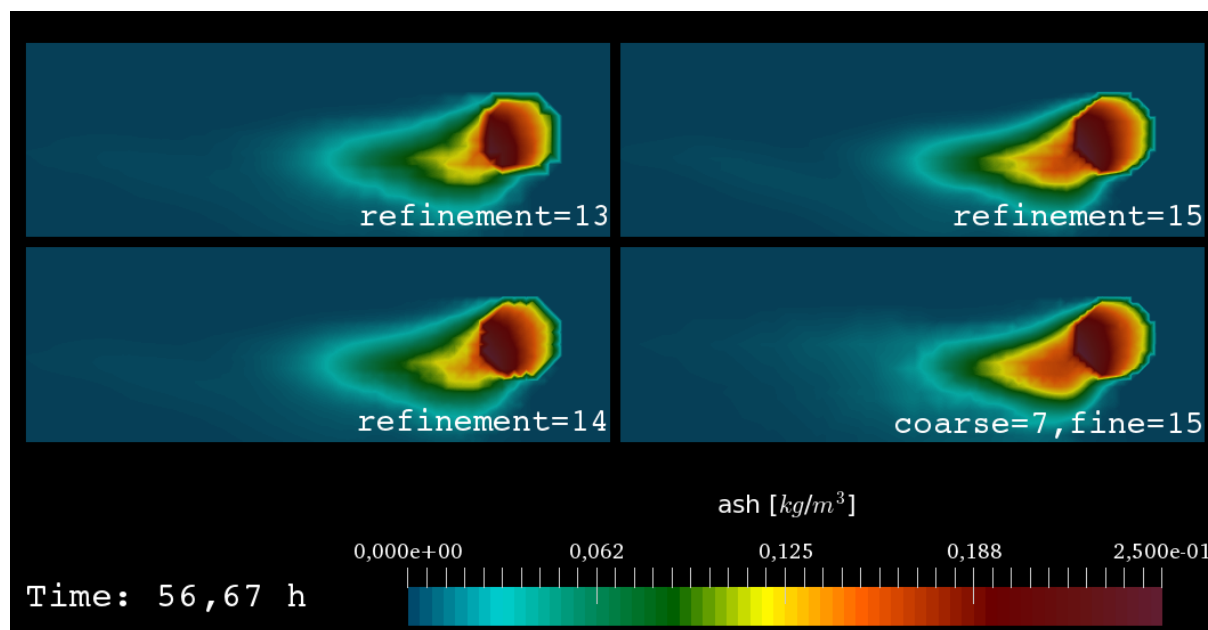 refinement=13
refinement=15
refinement=14
coarse=7,fine=15
ash [kg/m³]
0,000e+00 0,062 0,125 0,188 2,500e-01
Time: 56,67 h